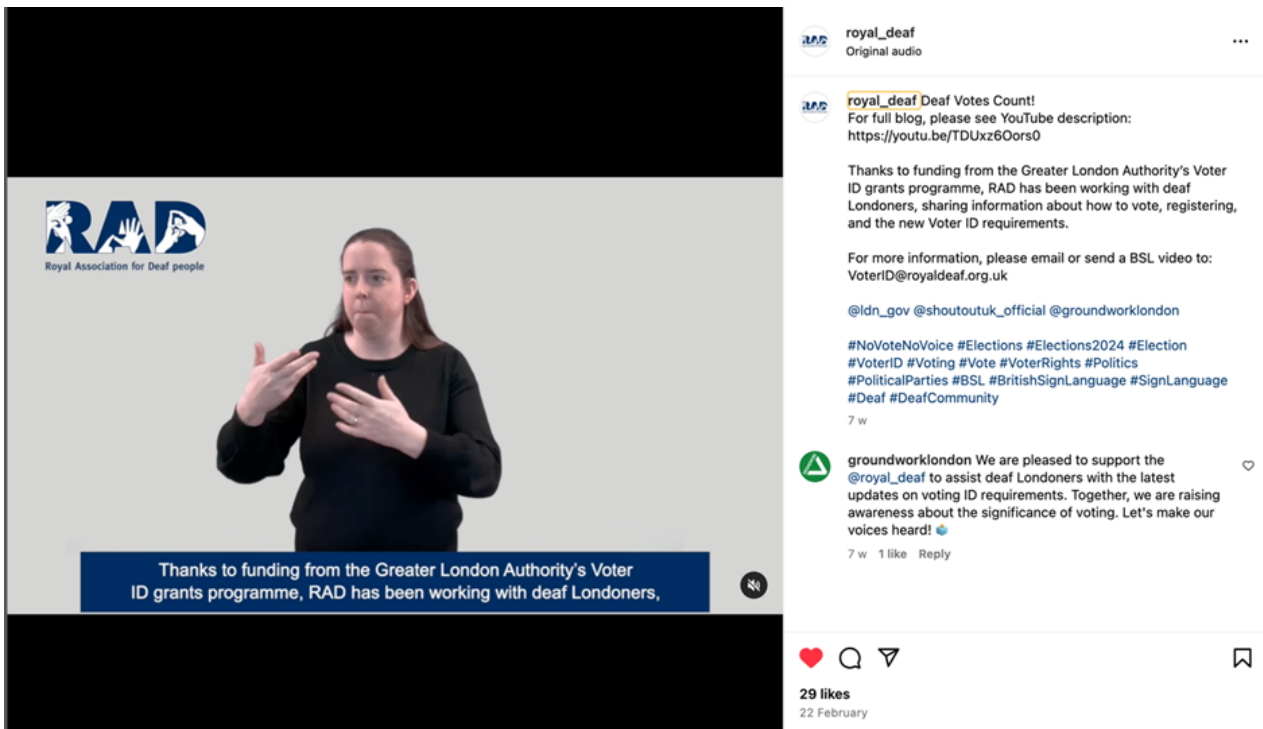 RAD
Royal Association for Deaf people
Thanks to funding from the Greater London Authority's Voter
ID grants programme, RAD has been working with deaf Londoners,
RAD
royal_deaf
Original audio
RAD
royal_deaf Deaf Votes Count!
For full blog, please see YouTube description:
https://youtu.be/TDUxz6Oors0
Thanks to funding from the Greater London Authority's Voter
ID grants programme, RAD has been working with deaf
Londoners, sharing information about how to vote, registering,
and the new Voter ID requirements.
For more information, please email or send a BSL video to:
VoterID@royaldeaf.org.uk
@ldn_gov @shoutoutuk_official @groundworklondon
#NoVoteNoVoice #Elections #Elections2024 #Election
#VoterID #Voting #Vote #VoterRights #Politics
#PoliticalParties #BSL #BritishSignLanguage #SignLanguage
#Deaf #DeafCommunity
7 w
groundworklondon We are pleased to support the
@royal_deaf to assist deaf Londoners with the latest
updates on voting ID requirements. Together, we are raising
awareness about the significance of voting. Let's make our
voices heard! 🗳️
7 w 1 like Reply
29 likes
22 February